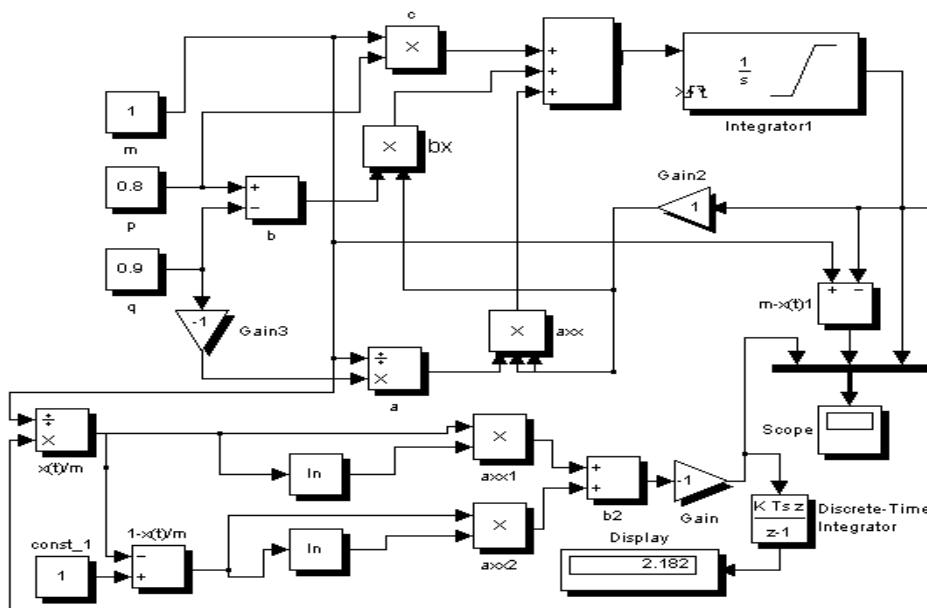 c
×
+
+
+
1
s
Integrator1
1
m
×
bx
Gain2
1
0.8
p
+
−
b
0.9
q
-1
Gain3
+ −
m-x(t)1
×
axx
÷
×
a
÷
×
x(t)/m
ln
×
axx1
Scope
+
+
b2
-1
Gain
K Ts z
z-1
Discrete-Time
Integrator
const_1
1
1-x(t)/m
−
+
ln
×
axx2
Display
2.182